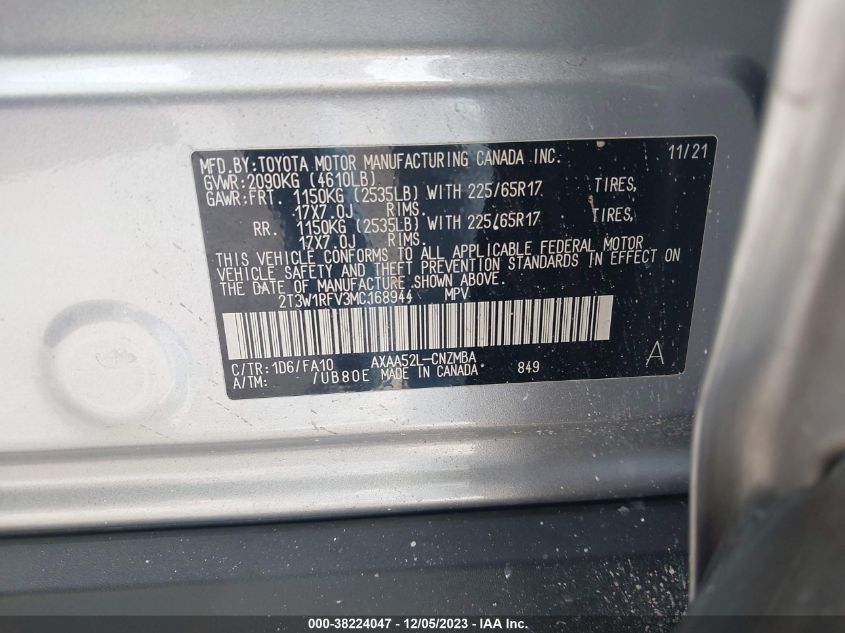 MFD.BY:TOYOTA MOTOR MANUFACTURING CANADA INC. 11/21
GVWR:2090KG (4610LB)
GAWR:FRT. 1150KG (2535LB) WITH 225/65R17 TIRES,
17X7.0J RIMS.
RR. 1150KG (2535LB) WITH 225/65R17 TIRES,
17X7.0J RIMS.
THIS VEHICLE CONFORMS TO ALL APPLICABLE FEDERAL MOTOR
VEHICLE SAFETY AND THEFT PREVENTION STANDARDS IN EFFECT ON
THE DATE OF MANUFACTURE SHOWN ABOVE.
2T3W1RFV3MC168944 MPV
C/TR:1D6/FA10 AXAA52L-CNZMBA A
A/TM: /UB80E MADE IN CANADA 849
000-38224047 - 12/05/2023 - IAA Inc.